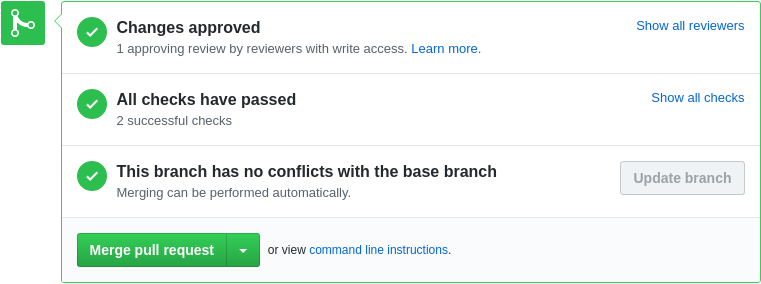 Changes approved
Show all reviewers
1 approving review by reviewers with write access. Learn more.
All checks have passed
Show all checks
2 successful checks
This branch has no conflicts with the base branch
Update branch
Merging can be performed automatically.
Merge pull request
or view command line instructions.